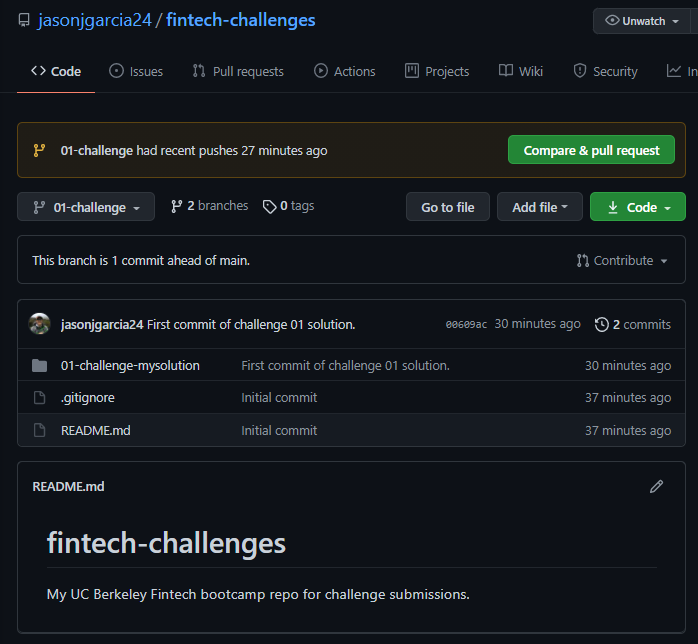 jasonjgarcia24 / fintech-challenges
Unwatch
Code
Issues
Pull requests
Actions
Projects
Wiki
Security
In
01-challenge had recent pushes 27 minutes ago
Compare & pull request
01-challenge
2 branches
0 tags
Go to file
Add file
Code
This branch is 1 commit ahead of main.
Contribute
jasonjgarcia24 First commit of challenge 01 solution.
00609ac 30 minutes ago
2 commits
01-challenge-mysolution
First commit of challenge 01 solution.
30 minutes ago
.gitignore
Initial commit
37 minutes ago
README.md
Initial commit
37 minutes ago
README.md
fintech-challenges
My UC Berkeley Fintech bootcamp repo for challenge submissions.